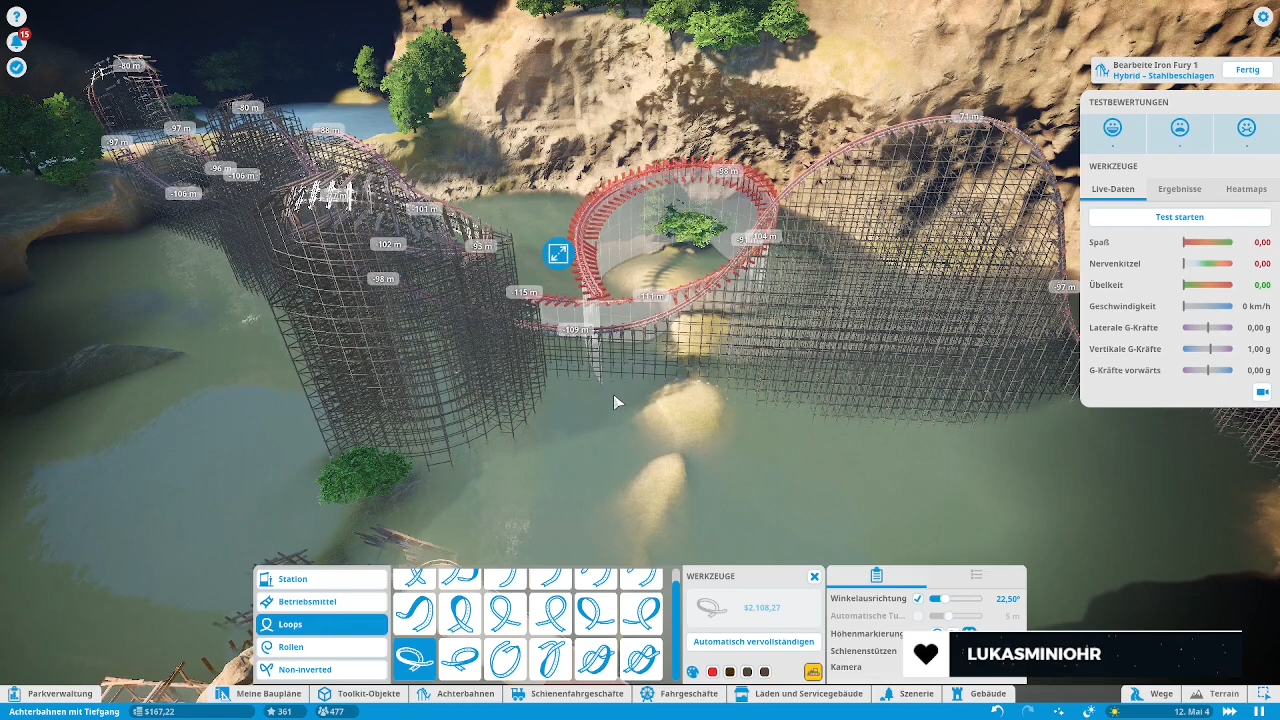 ?
15
Bearbeite Iron Fury 1
Hybrid – Stahlbeschlagen
Fertig
TESTBEWERTUNGEN
- - -
WERKZEUGE
Live-Daten Ergebnisse Heatmaps
Test starten
Spaß 0,00
Nervenkitzel 0,00
Übelkeit 0,00
Geschwindigkeit 0 km/h
Laterale G-Kräfte 0,00 g
Vertikale G-Kräfte 1,00 g
G-Kräfte vorwärts 0,00 g
-80 m
-80 m
-97 m
-97 m
-88 m
-96 m
-106 m
-106 m
-101 m
-102 m
93 m
-98 m
-98 m
-71 m
104 m
-97 m
-115 m
-111 m
-109 m
Station
Betriebsmittel
Loops
Rollen
Non-inverted
WERKZEUGE
$2.108,27
Automatisch vervollständigen
Winkelausrichtung 22,50°
Automatische Tu... 5 m
Höhenmarkierung
Schienenstützen
Kamera
LUKASMINIOHR
Parkverwaltung Meine Baupläne Toolkit-Objekte Achterbahnen Schienenfahrgeschäfte Fahrgeschäfte Läden und Servicegebäude Szenerie Gebäude Wege Terrain
Achterbahnen mit Tiefgang $167,22 361 477 12. Mai 4